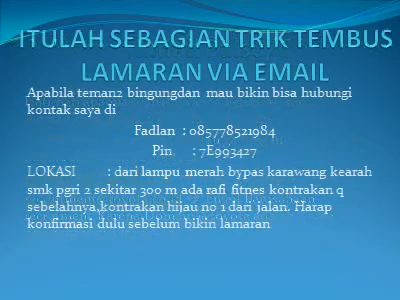 ITULAH SEBAGIAN TRIK TEMBUS
LAMARAN VIA EMAIL
Apabila teman2 bingungdan mau bikin bisa hubungi
kontak saya di
Fadlan : 085778521984
Pin : 7E993427
LOKASI : dari lampu merah bypas karawang kearah
smk pgri 2 sekitar 300 m ada rafi fitnes kontrakan q
sebelahnya,kontrakan hijau no 1 dari jalan. Harap
konfirmasi dulu sebelum bikin lamaran